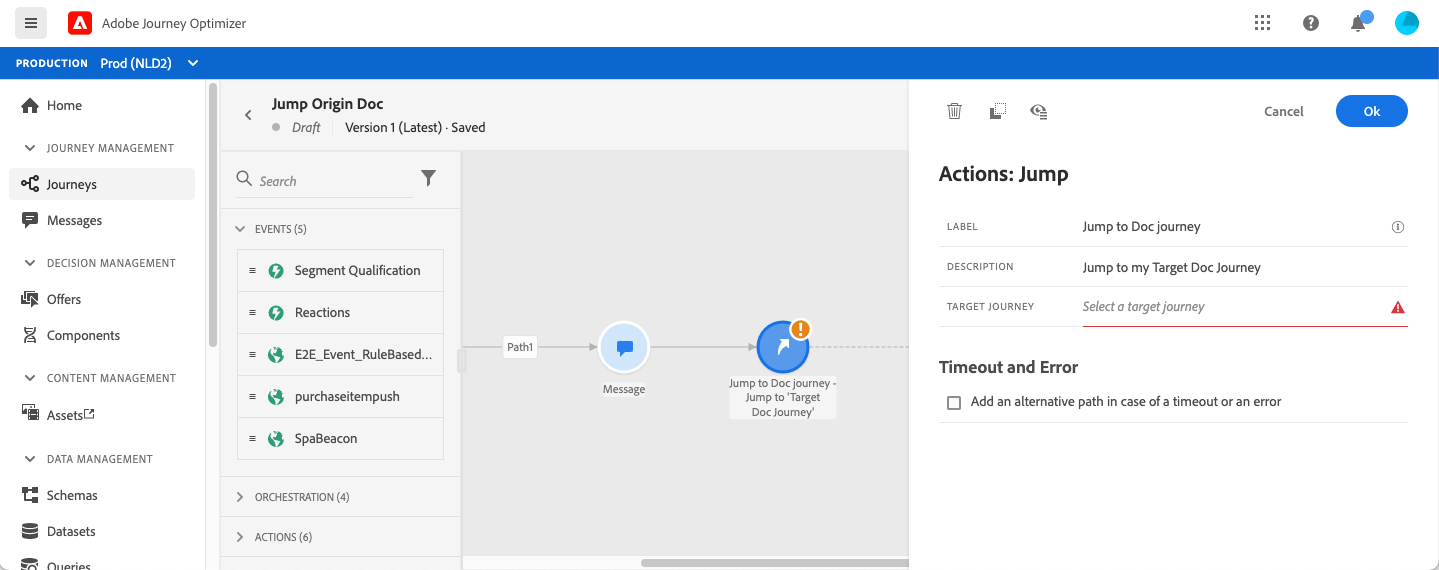 Adobe Journey Optimizer
PRODUCTION Prod (NLD2)
Home
JOURNEY MANAGEMENT
Journeys
Messages
DECISION MANAGEMENT
Offers
Components
CONTENT MANAGEMENT
Assets
DATA MANAGEMENT
Schemas
Datasets
Queries
Jump Origin Doc
Draft Version 1 (Latest) · Saved
Search
EVENTS (5)
Segment Qualification
Reactions
E2E_Event_RuleBased...
purchaseitempush
SpaBeacon
ORCHESTRATION (4)
ACTIONS (6)
Path1
Message
Jump to Doc journey -
Jump to 'Target
Doc Journey'
Cancel Ok
Actions: Jump
LABEL Jump to Doc journey
DESCRIPTION Jump to my Target Doc Journey
TARGET JOURNEY Select a target journey
Timeout and Error
Add an alternative path in case of a timeout or an error